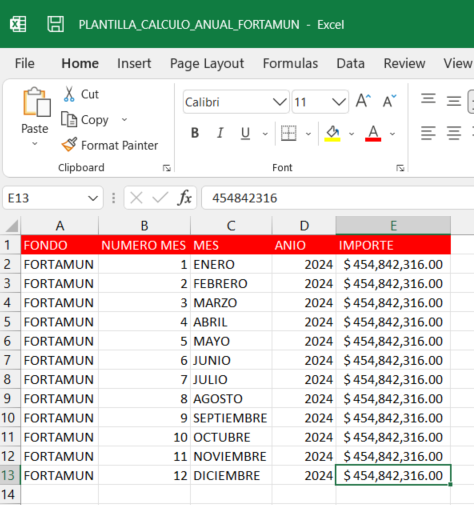 PLANTILLA_CALCULO_ANUAL_FORTAMUN - Excel
File Home Insert Page Layout Formulas Data Review View
Cut
Copy
Format Painter
Paste
Calibri 11 A A
B I U A
Clipboard Font
E13 fx 454842316
A B C D E
1 FONDO NUMERO MES MES ANIO IMPORTE
2 FORTAMUN 1 ENERO 2024 $ 454,842,316.00
3 FORTAMUN 2 FEBRERO 2024 $ 454,842,316.00
4 FORTAMUN 3 MARZO 2024 $ 454,842,316.00
5 FORTAMUN 4 ABRIL 2024 $ 454,842,316.00
6 FORTAMUN 5 MAYO 2024 $ 454,842,316.00
7 FORTAMUN 6 JUNIO 2024 $ 454,842,316.00
8 FORTAMUN 7 JULIO 2024 $ 454,842,316.00
9 FORTAMUN 8 AGOSTO 2024 $ 454,842,316.00
10 FORTAMUN 9 SEPTIEMBRE 2024 $ 454,842,316.00
11 FORTAMUN 10 OCTUBRE 2024 $ 454,842,316.00
12 FORTAMUN 11 NOVIEMBRE 2024 $ 454,842,316.00
13 FORTAMUN 12 DICIEMBRE 2024 $ 454,842,316.00
14